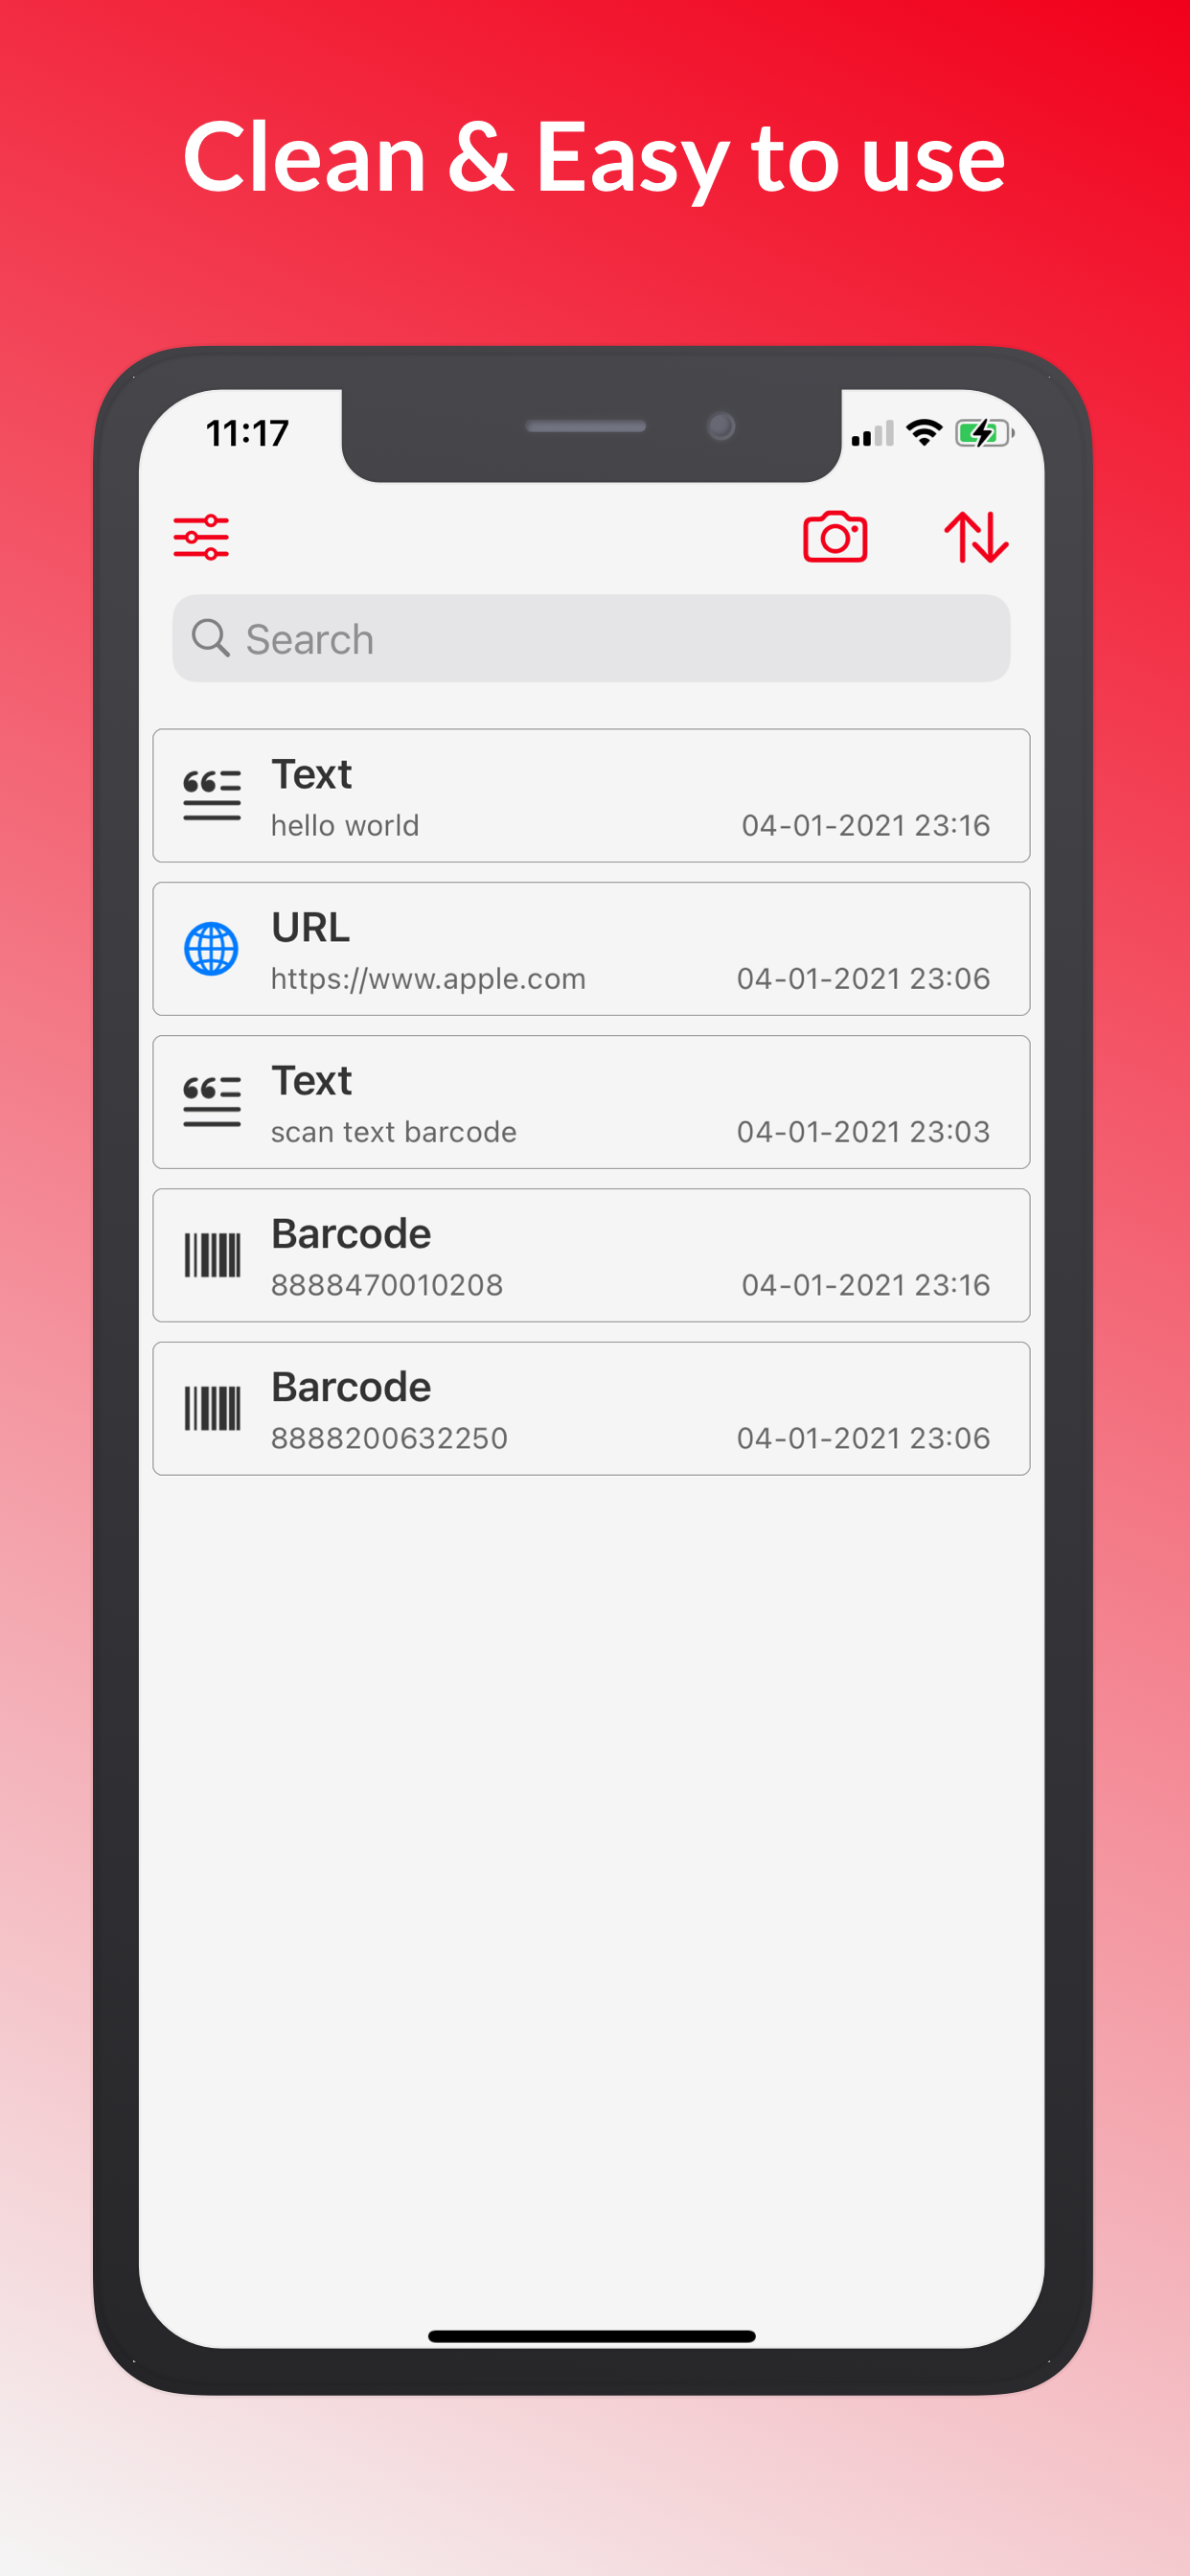 Clean & Easy to use
11:17
Search
Text
hello world 04-01-2021 23:16
URL
https://www.apple.com 04-01-2021 23:06
Text
scan text barcode 04-01-2021 23:03
Barcode
8888470010208 04-01-2021 23:16
Barcode
8888200632250 04-01-2021 23:06